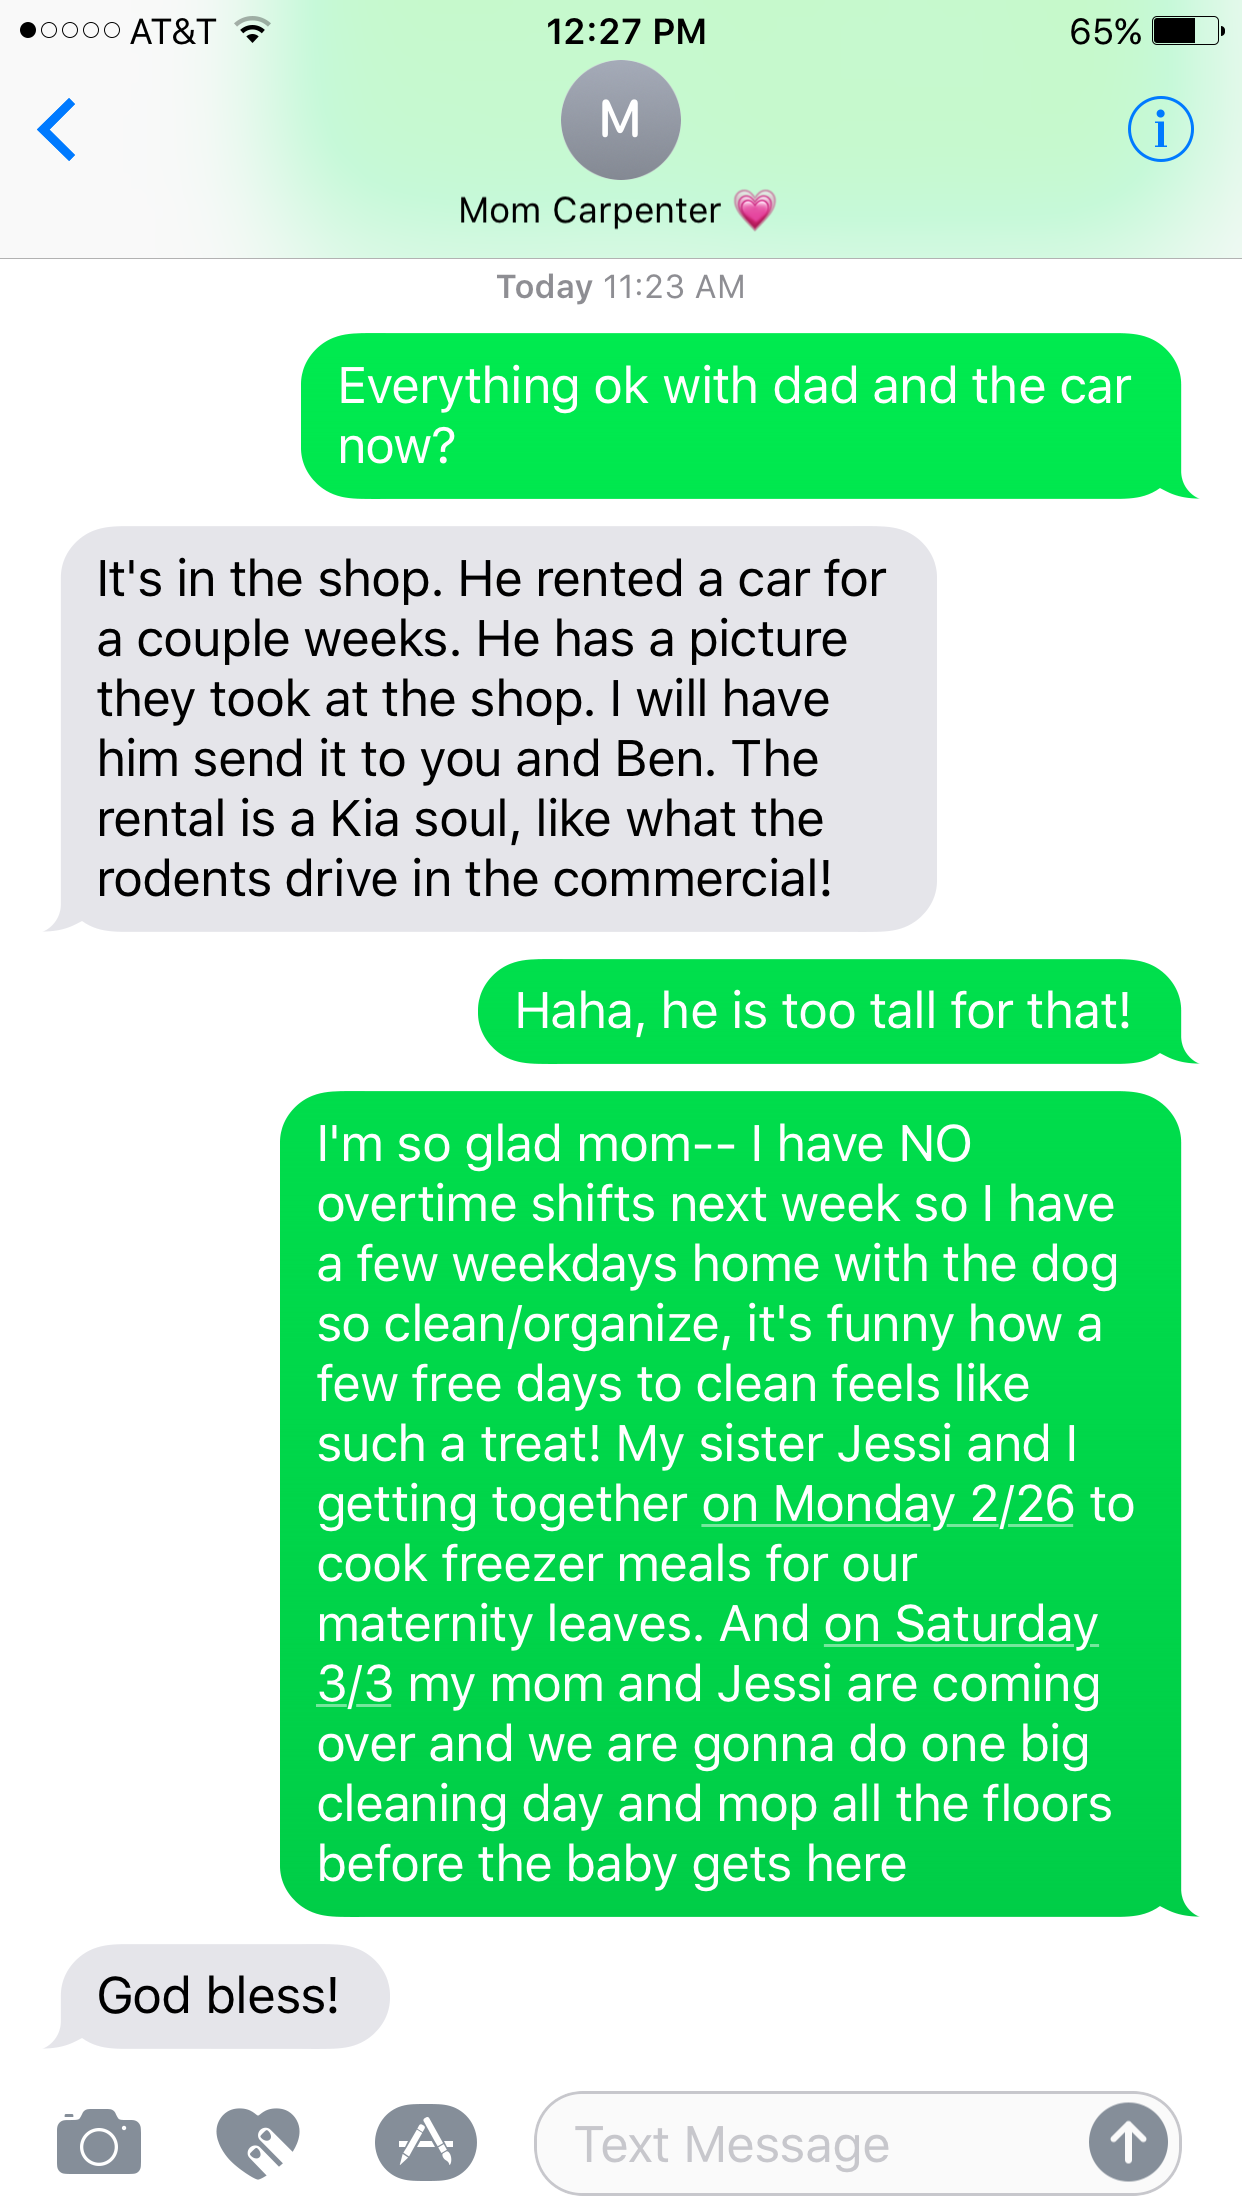 AT&T 12:27 PM 65%
M
i
Mom Carpenter 💗
Today 11:23 AM
Everything ok with dad and the car
now?
It's in the shop. He rented a car for
a couple weeks. He has a picture
they took at the shop. I will have
him send it to you and Ben. The
rental is a Kia soul, like what the
rodents drive in the commercial!
Haha, he is too tall for that!
I'm so glad mom-- I have NO
overtime shifts next week so I have
a few weekdays home with the dog
so clean/organize, it's funny how a
few free days to clean feels like
such a treat! My sister Jessi and I
getting together on Monday 2/26 to
cook freezer meals for our
maternity leaves. And on Saturday
3/3 my mom and Jessi are coming
over and we are gonna do one big
cleaning day and mop all the floors
before the baby gets here
God bless!
Text Message